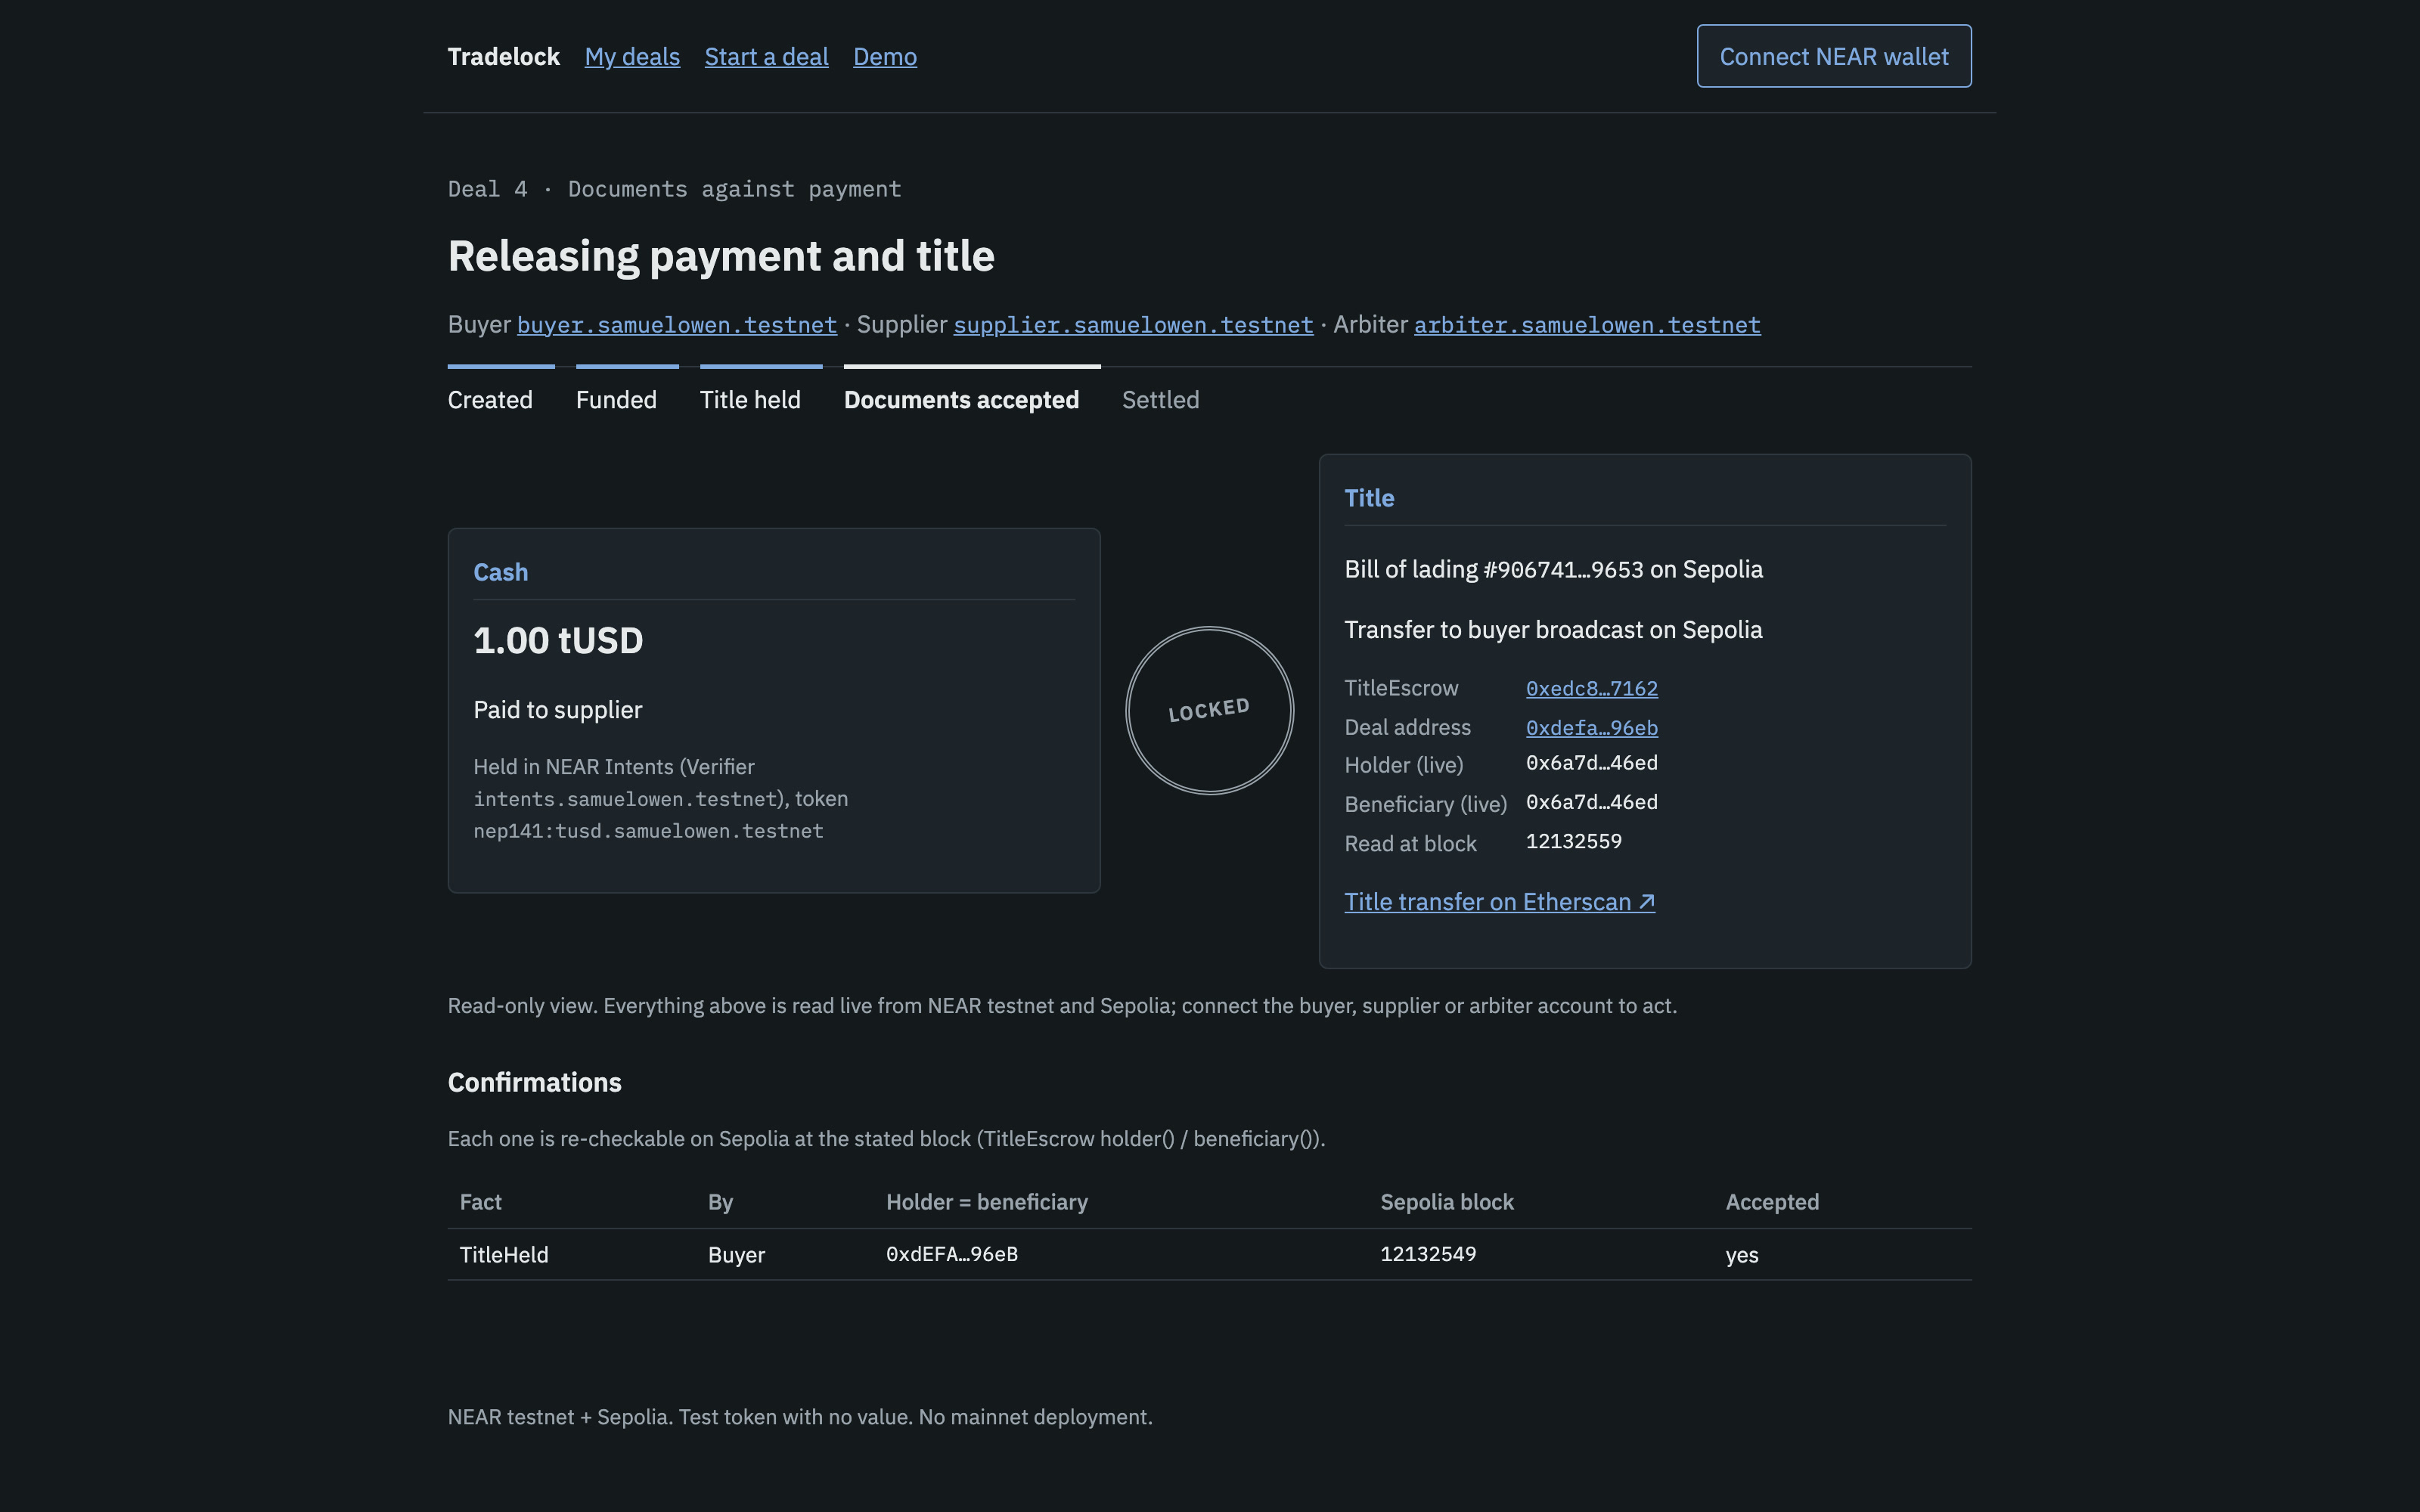 Tradelock My deals Start a deal Demo Connect NEAR wallet
Deal 4 · Documents against payment
Releasing payment and title
Buyer buyer.samuelowen.testnet · Supplier supplier.samuelowen.testnet · Arbiter arbiter.samuelowen.testnet
Created Funded Title held Documents accepted Settled
Cash
1.00 tUSD
Paid to supplier
Held in NEAR Intents (Verifier
intents.samuelowen.testnet), token
nep141:tusd.samuelowen.testnet
LOCKED
Title
Bill of lading #906741…9653 on Sepolia
Transfer to buyer broadcast on Sepolia
TitleEscrow 0xedc8…7162
Deal address 0xdefa…96eb
Holder (live) 0x6a7d…46ed
Beneficiary (live) 0x6a7d…46ed
Read at block 12132559
Title transfer on Etherscan ↗
Read-only view. Everything above is read live from NEAR testnet and Sepolia; connect the buyer, supplier or arbiter account to act.
Confirmations
Each one is re-checkable on Sepolia at the stated block (TitleEscrow holder() / beneficiary()).
Fact By Holder = beneficiary Sepolia block Accepted
TitleHeld Buyer 0xdEFA…96eB 12132549 yes
NEAR testnet + Sepolia. Test token with no value. No mainnet deployment.